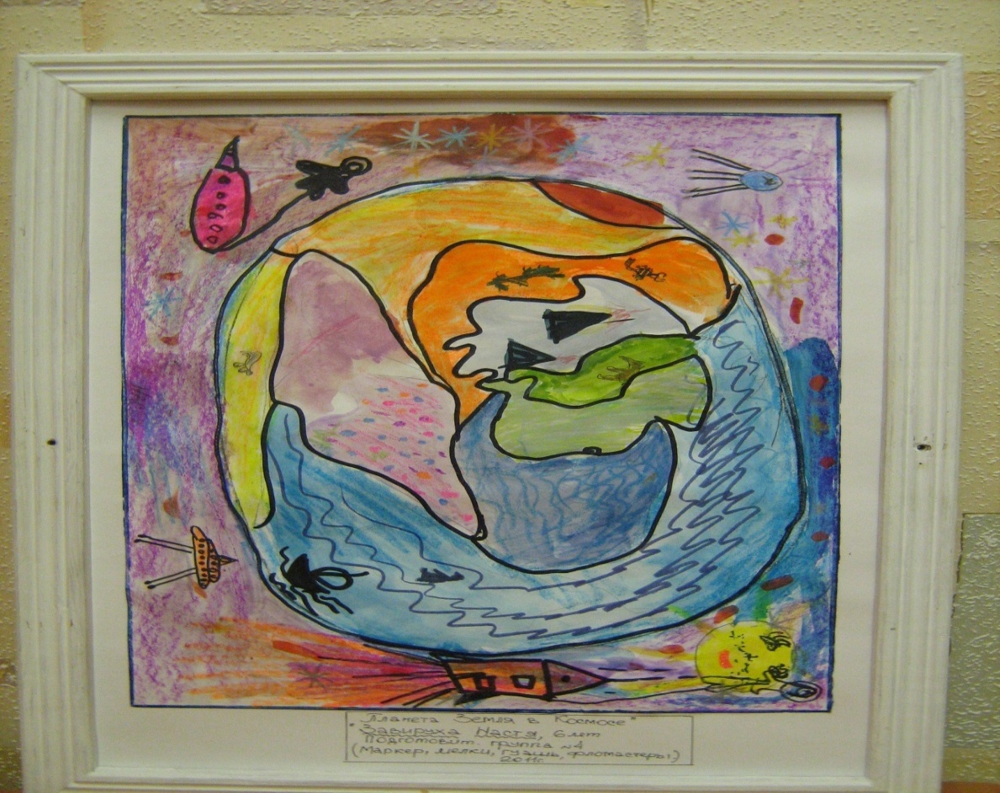 "Планета Земля в Космосе"
"Завируха Настя, 6 лет
Подготовит. группа №4
(Маркер, мелки, гуашь, фломастеры)
2011г.